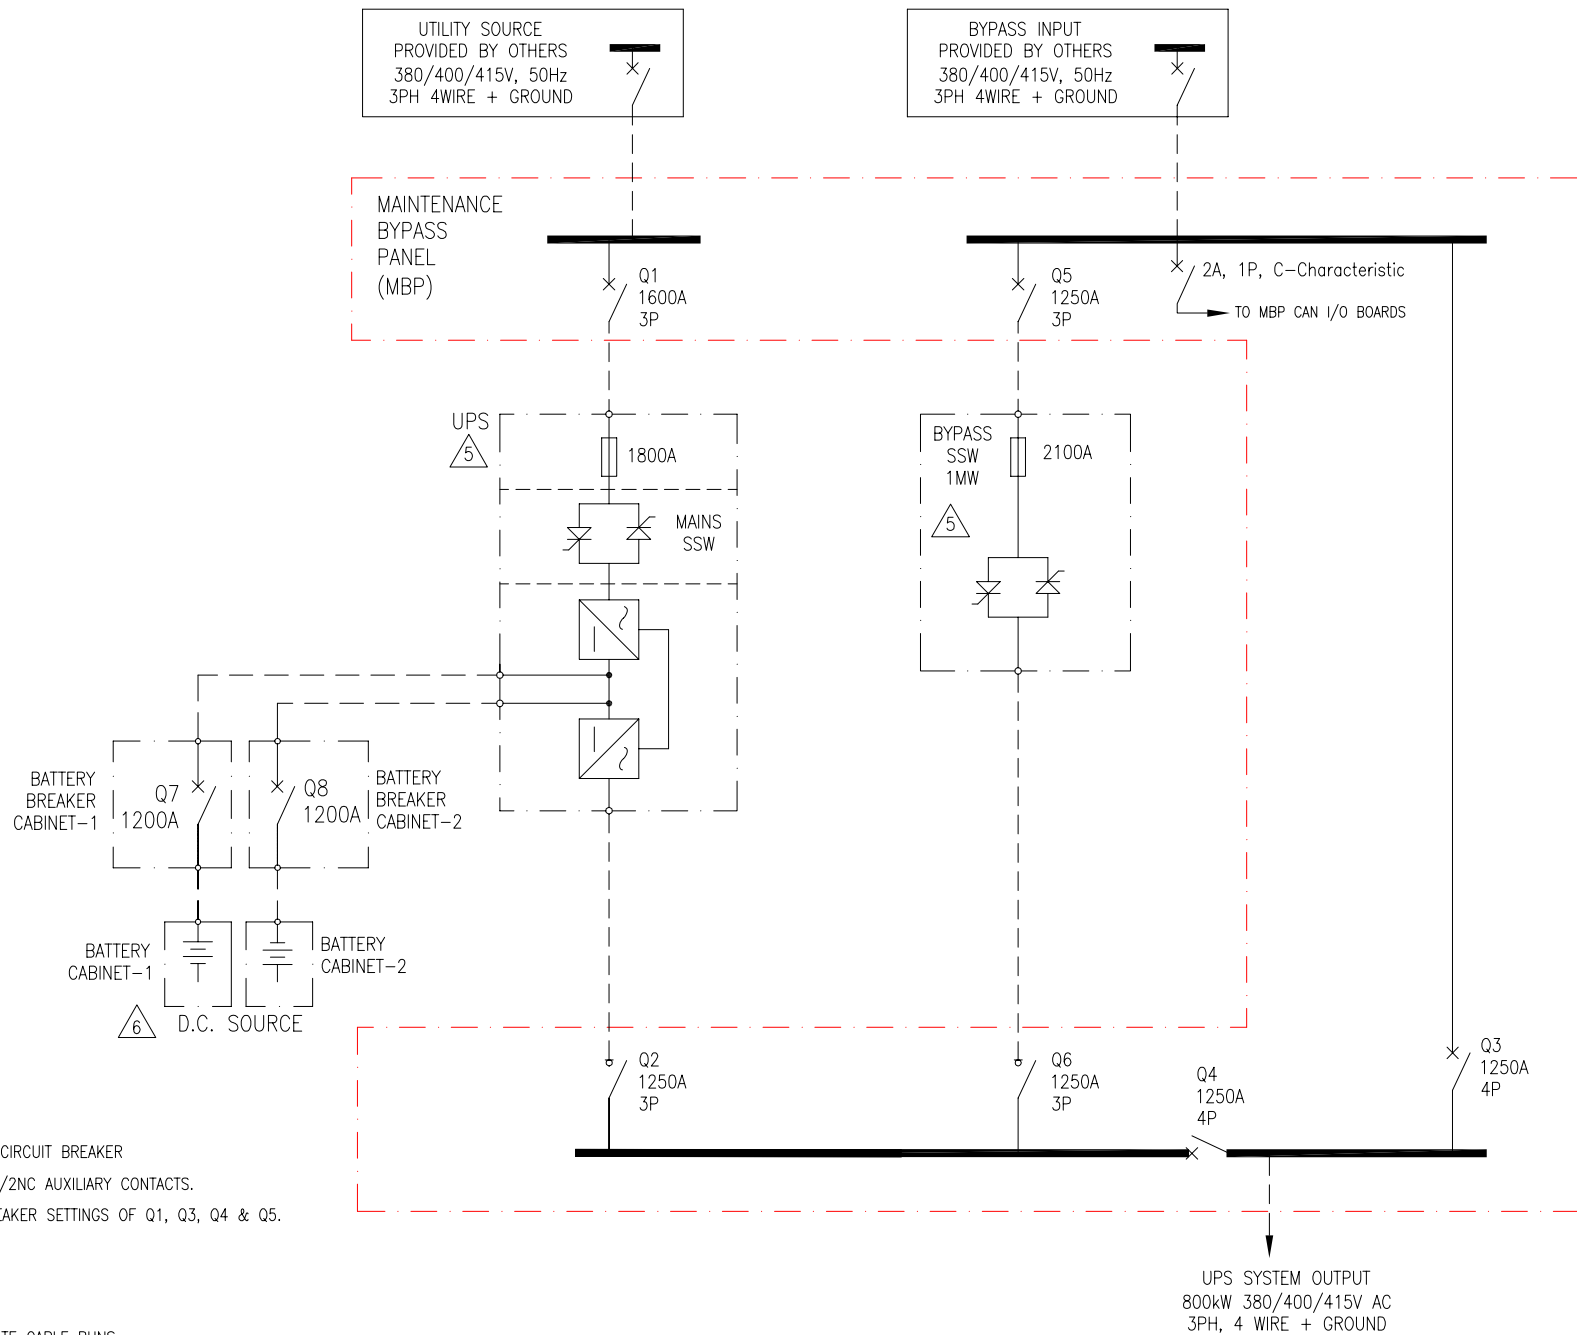 UTILITY SOURCE
PROVIDED BY OTHERS
380/400/415V, 50Hz
3PH 4WIRE + GROUND
BYPASS INPUT
PROVIDED BY OTHERS
380/400/415V, 50Hz
3PH 4WIRE + GROUND
MAINTENANCE
BYPASS
PANEL
(MBP)
Q1
1600A
3P
Q5
1250A
3P
2A, 1P, C-Characteristic
TO MBP CAN I/O BOARDS
UPS
5
1800A
MAINS
SSW
BYPASS
SSW
1MW
5
2100A
BATTERY
BREAKER
CABINET-1
Q7
1200A
Q8
1200A
BATTERY
BREAKER
CABINET-2
BATTERY
CABINET-1
BATTERY
CABINET-2
6
D.C. SOURCE
Q2
1250A
3P
Q6
1250A
3P
Q4
1250A
4P
Q3
1250A
4P
CIRCUIT BREAKER
/2NC AUXILIARY CONTACTS.
EAKER SETTINGS OF Q1, Q3, Q4 & Q5.
UPS SYSTEM OUTPUT
800kW 380/400/415V AC
3PH, 4 WIRE + GROUND